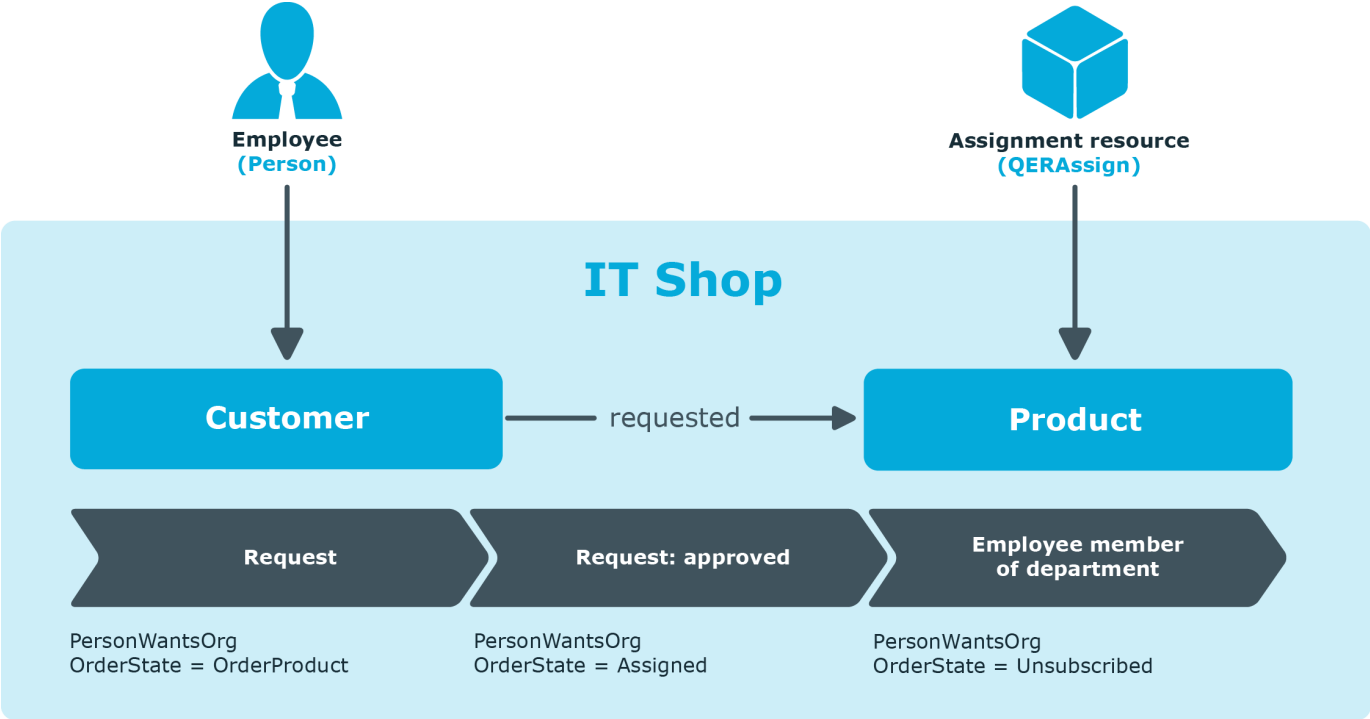 Employee
(Person)
Assignment resource
(QERAssign)
IT Shop
Customer
requested
Product
Request
Request: approved
Employee member
of department
PersonWantsOrg
OrderState = OrderProduct
PersonWantsOrg
OrderState = Assigned
PersonWantsOrg
OrderState = Unsubscribed